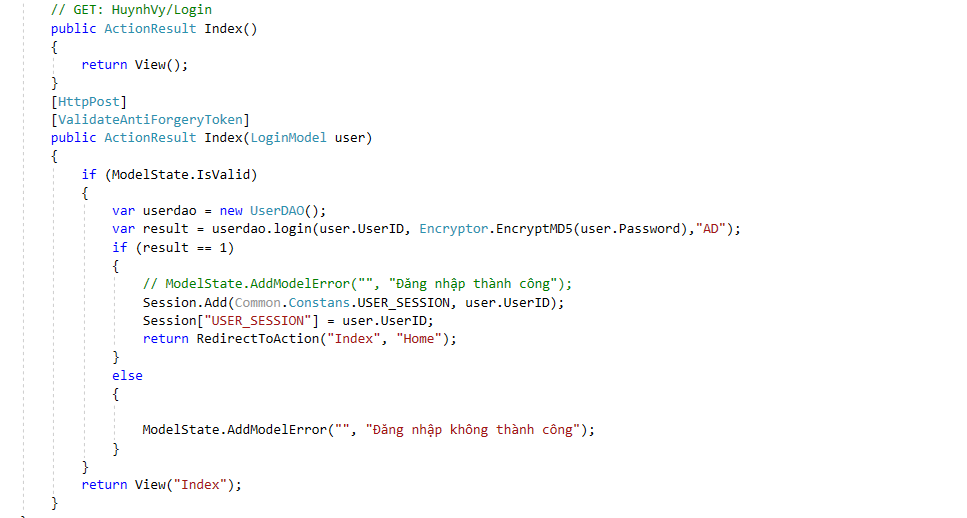 // GET: HuynhVy/Login
public ActionResult Index()
{
return View();
}
[HttpPost]
[ValidateAntiForgeryToken]
public ActionResult Index(LoginModel user)
{
if (ModelState.IsValid)
{
var userdao = new UserDAO();
var result = userdao.login(user.UserID, Encryptor.EncryptMD5(user.Password),"AD");
if (result == 1)
{
// ModelState.AddModelError("", "Đăng nhập thành công");
Session.Add(Common.Constans.USER_SESSION, user.UserID);
Session["USER_SESSION"] = user.UserID;
return RedirectToAction("Index", "Home");
}
else
{
ModelState.AddModelError("", "Đăng nhập không thành công");
}
}
return View("Index");
}